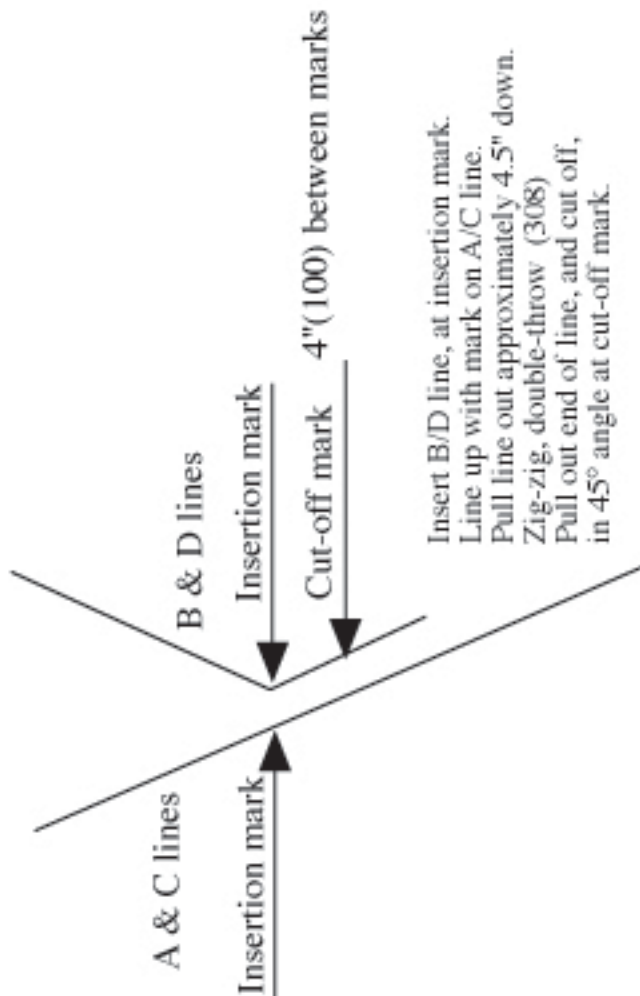 A & C lines
Insertion mark
B & D lines
Insertion mark
Cut-off mark
4"(100) between marks
Insert B/D line, at insertion mark.
Line up with mark on A/C line.
Pull line out approximately 4.5" down.
Zig-zig, double-throw (308)
Pull out end of line, and cut off,
in 45° angle at cut-off mark.